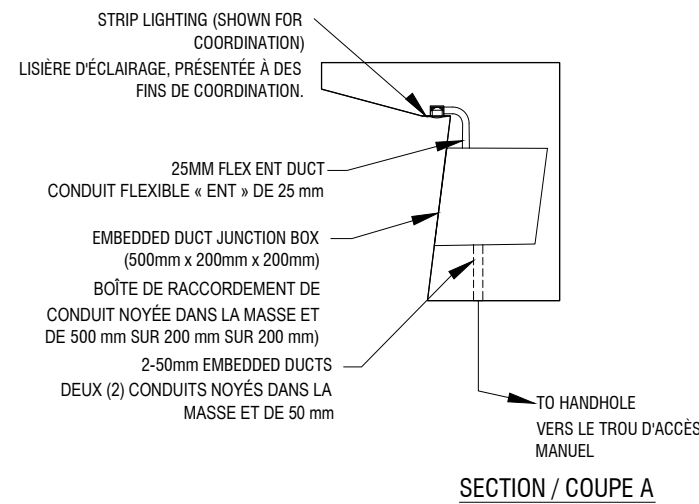 STRIP LIGHTING (SHOWN FOR
COORDINATION)
LISIÈRE D'ÉCLAIRAGE, PRÉSENTÉE À DES
FINS DE COORDINATION.
25MM FLEX ENT DUCT
CONDUIT FLEXIBLE « ENT » DE 25 mm
EMBEDDED DUCT JUNCTION BOX
(500mm x 200mm x 200mm)
BOÎTE DE RACCORDEMENT DE
CONDUIT NOYÉE DANS LA MASSE ET
DE 500 mm SUR 200 mm SUR 200 mm)
2-50mm EMBEDDED DUCTS
DEUX (2) CONDUITS NOYÉS DANS LA
MASSE ET DE 50 mm
TO HANDHOLE
VERS LE TROU D'ACCÈS
MANUEL
SECTION / COUPE A